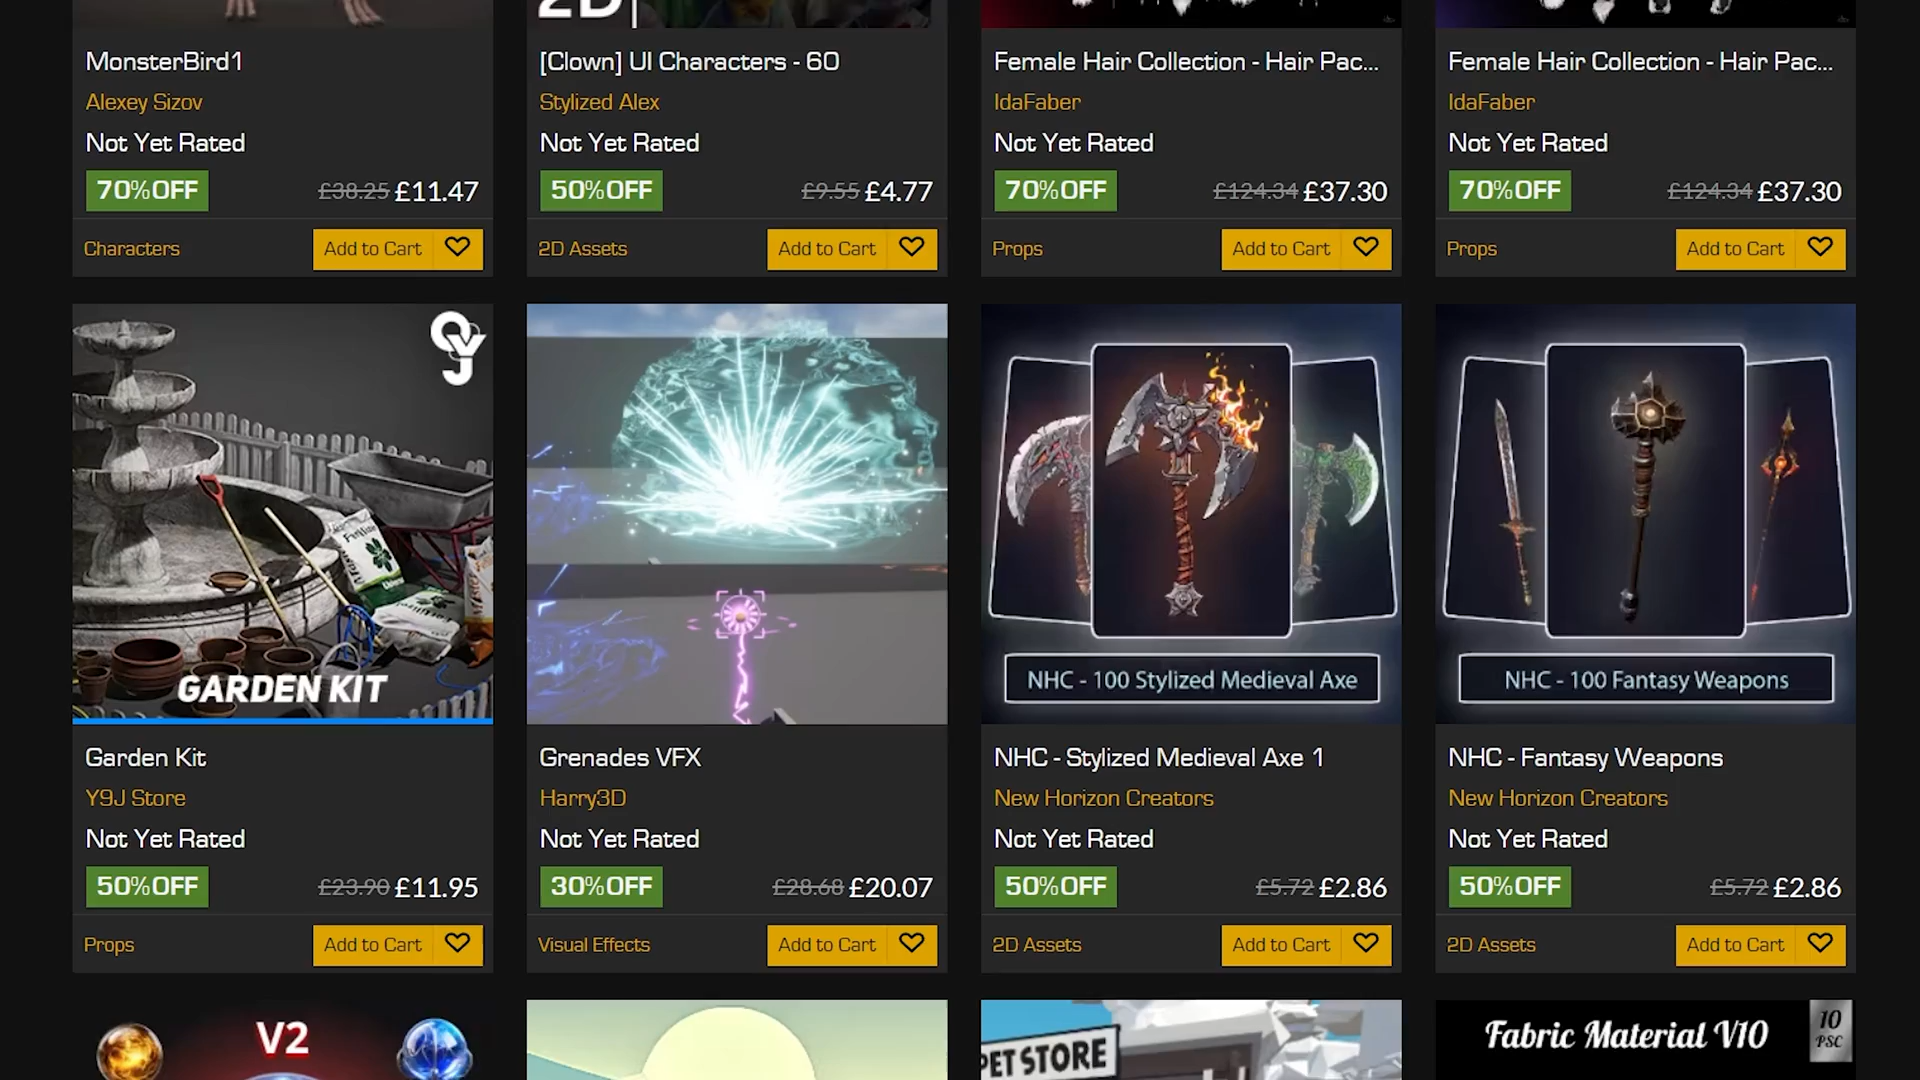 2D
MonsterBird1
Alexey Sizov
Not Yet Rated
70%OFF
£38.25 £11.47
Characters
Add to Cart
[Clown] UI Characters - 60
Stylized Alex
Not Yet Rated
50%OFF
£9.55 £4.77
2D Assets
Add to Cart
Female Hair Collection - Hair Pac...
IdaFaber
Not Yet Rated
70%OFF
£124.34 £37.30
Props
Add to Cart
Female Hair Collection - Hair Pac...
IdaFaber
Not Yet Rated
70%OFF
£124.34 £37.30
Props
Add to Cart
GARDEN KIT
Garden Kit
Y9J Store
Not Yet Rated
50%OFF
£23.90 £11.95
Props
Add to Cart
Grenades VFX
Harry3D
Not Yet Rated
30%OFF
£28.68 £20.07
Visual Effects
Add to Cart
NHC - 100 Stylized Medieval Axe
NHC - Stylized Medieval Axe 1
New Horizon Creators
Not Yet Rated
50%OFF
£5.72 £2.86
2D Assets
Add to Cart
NHC - 100 Fantasy Weapons
NHC - Fantasy Weapons
New Horizon Creators
Not Yet Rated
50%OFF
£5.72 £2.86
2D Assets
Add to Cart
V2
PET STORE
Fabric Material V10
10
PSC